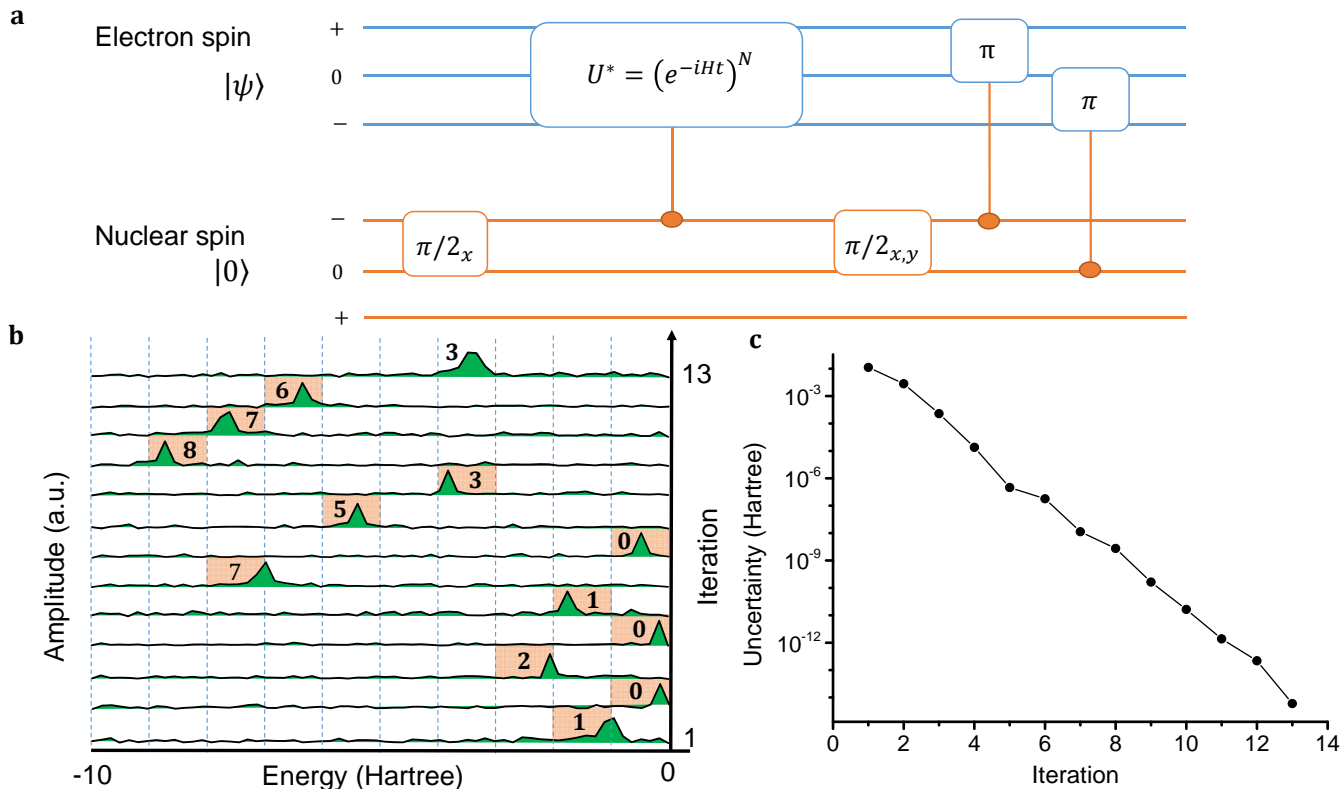 a
Electron spin
|ψ⟩
+
0
−
U* = (e^{-iHt})^N
π
π
Nuclear spin
|0⟩
−
0
+
π/2_x
π/2_{x,y}
b
Amplitude (a.u.)
3
6
7
8
3
5
0
7
1
0
2
0
1
13
Iteration
1
-10
Energy (Hartree)
0
c
Uncertainty (Hartree)
10^{-3}
10^{-6}
10^{-9}
10^{-12}
0 2 4 6 8 10 12 14
Iteration